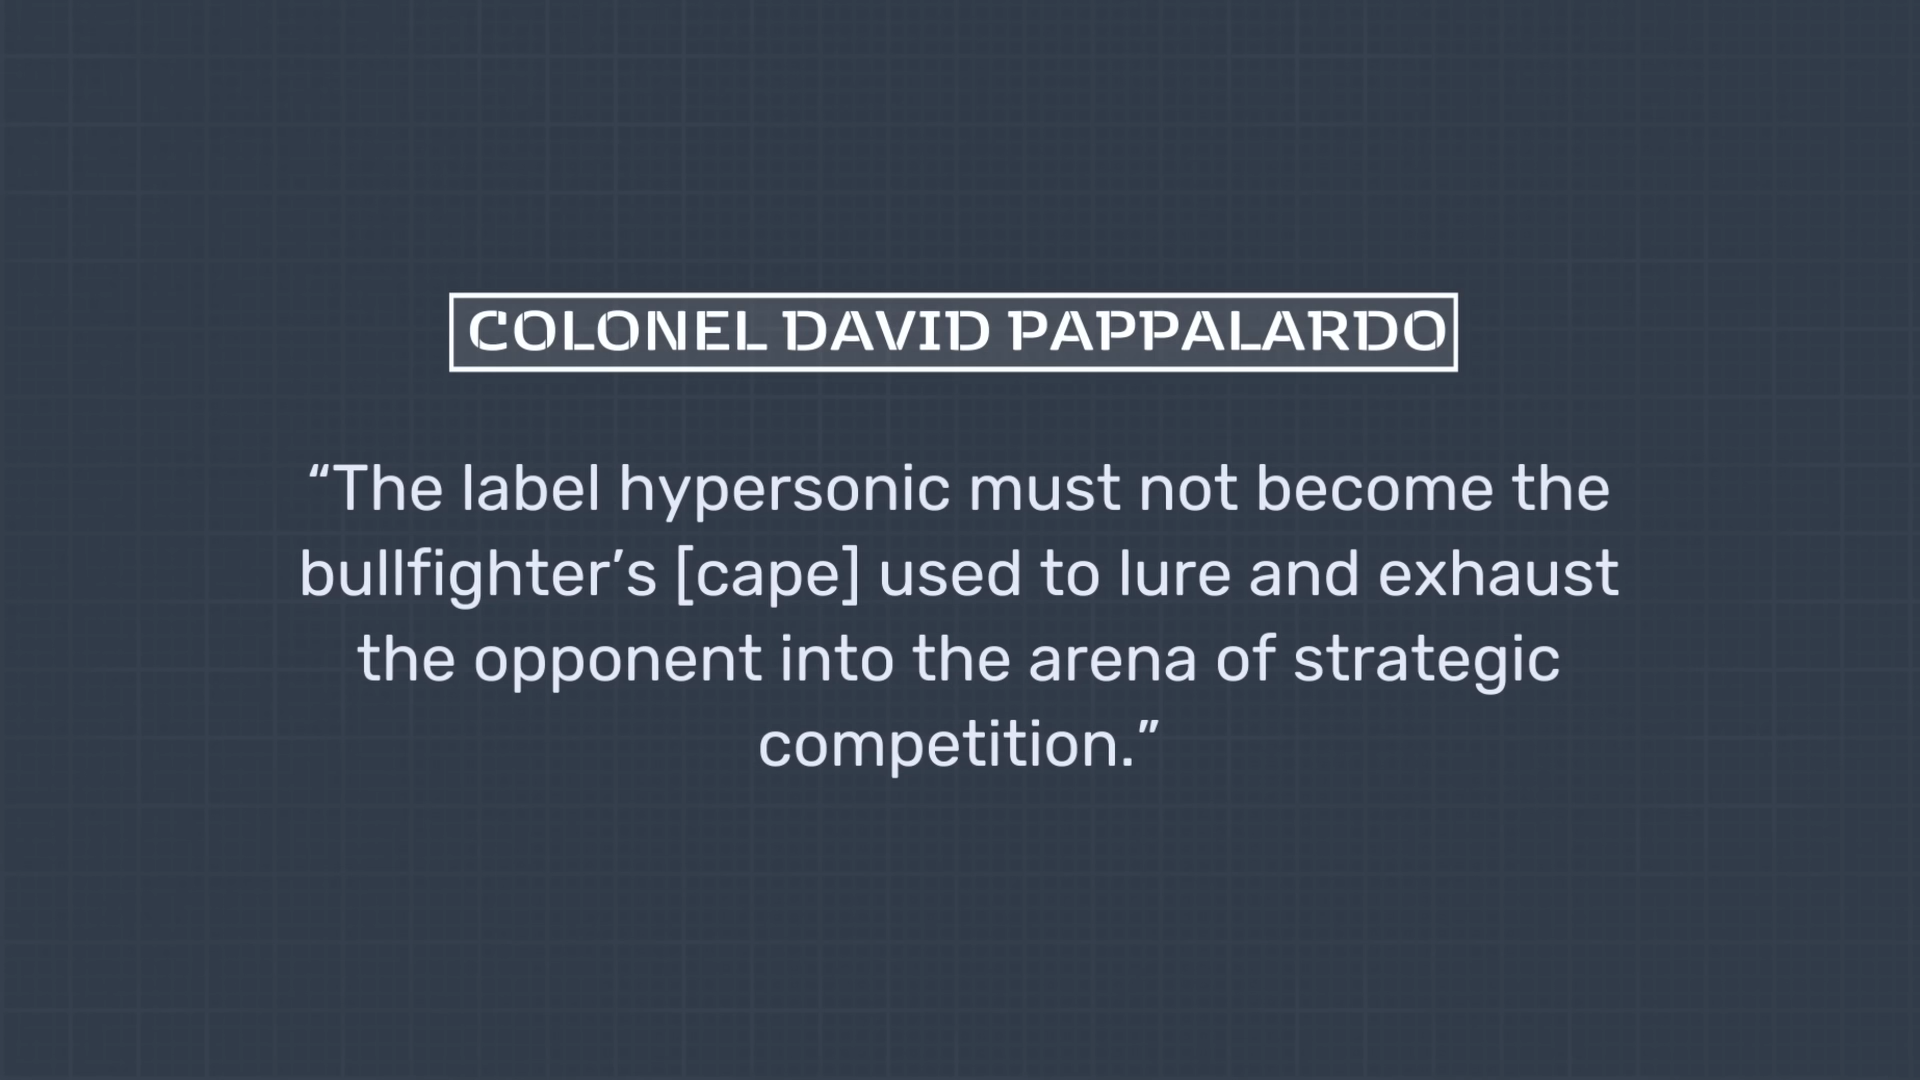 COLONEL DAVID PAPPALARDO
“The label hypersonic must not become the
bullfighter’s [cape] used to lure and exhaust
the opponent into the arena of strategic
competition.”